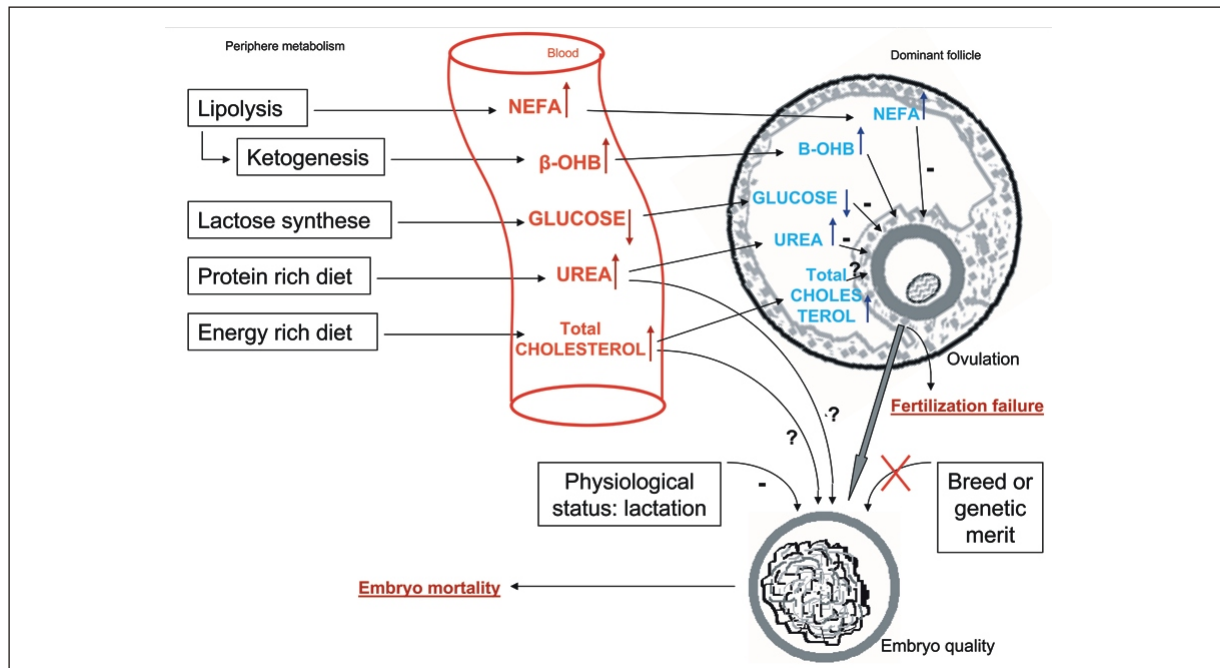 Periphere metabolism
Blood
Dominant follicle
Lipolysis
NEFA
NEFA
Ketogenesis
β-OHB
B-OHB
-
Lactose synthese
GLUCOSE
GLUCOSE
-
Protein rich diet
UREA
UREA
-
Energy rich diet
Total
CHOLESTEROL
Total
?
CHOLES
TEROL
Ovulation
Fertilization failure
?
?
Physiological
status: lactation
-
Breed or
genetic
merit
Embryo mortality
Embryo quality